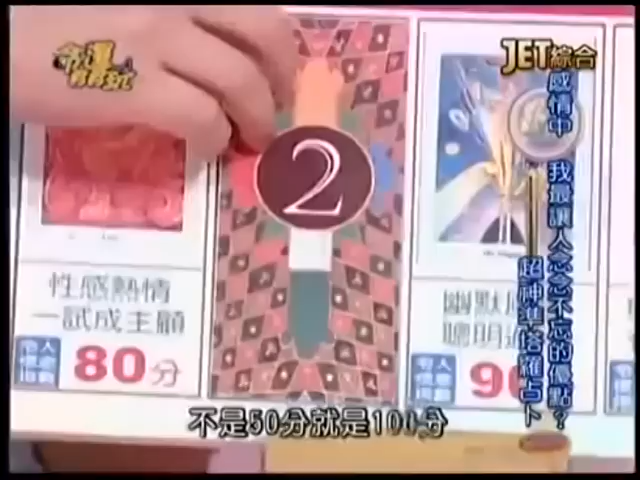 命運好好玩
JET綜合
感情中 我最讓人念念不忘的優點?
超神準塔羅占卜
2
性感熱情
一試成主顧
80分
聰明
90
不是50分就是100分